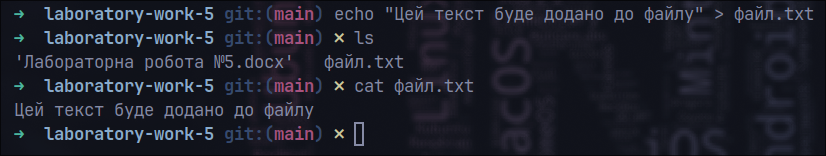 → laboratory-work-5 git:(main) echo "Цей текст буде додано до файлу" > файл.txt
→ laboratory-work-5 git:(main) × ls
'Лабораторна робота №5.docx'   файл.txt
→ laboratory-work-5 git:(main) × cat файл.txt
Цей текст буде додано до файлу
→ laboratory-work-5 git:(main) ×